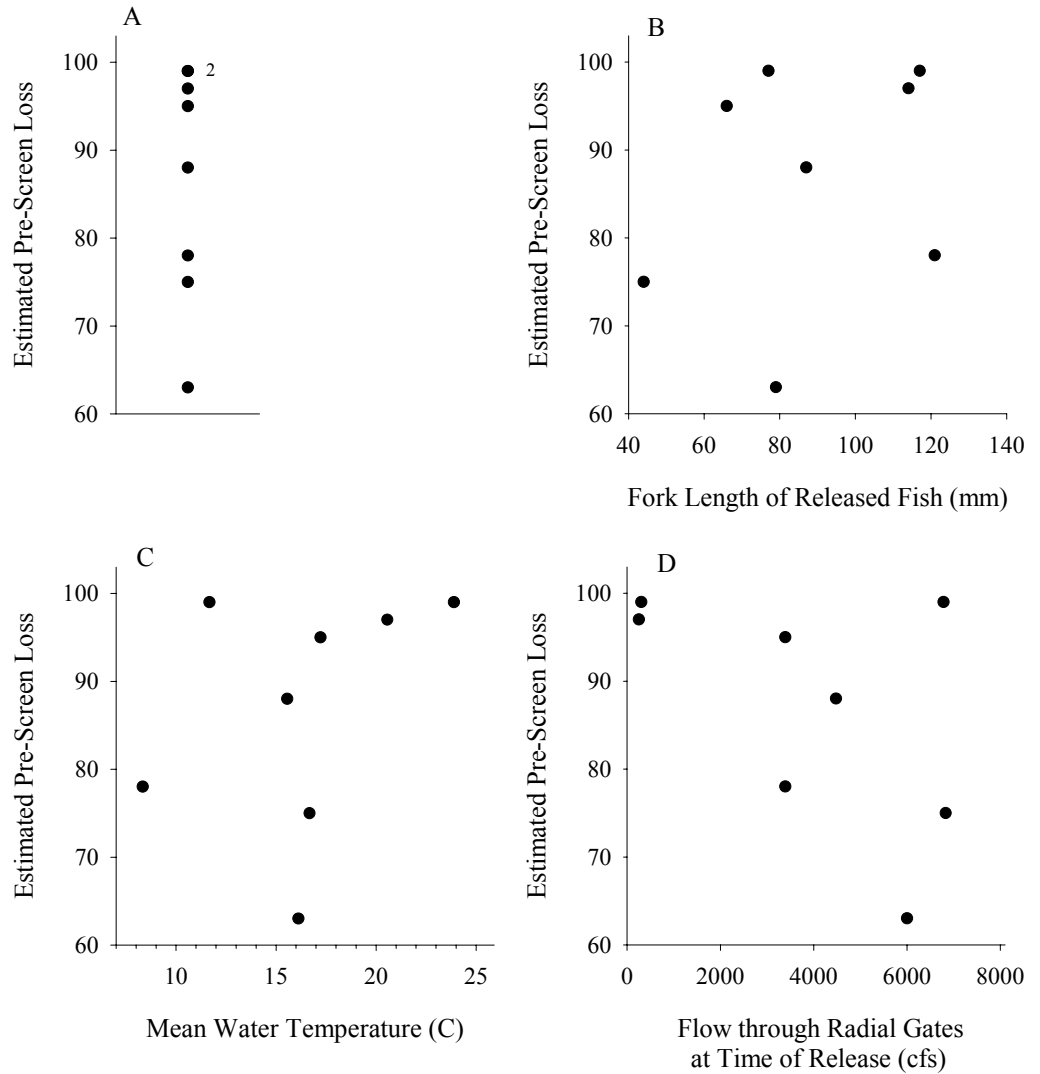 A
Estimated Pre-Screen Loss
100
90
80
70
60
2
B
Estimated Pre-Screen Loss
100
90
80
70
60
40 60 80 100 120 140
Fork Length of Released Fish (mm)
C
Estimated Pre-Screen Loss
100
90
80
70
60
10 15 20 25
Mean Water Temperature (C)
D
Estimated Pre-Screen Loss
100
90
80
70
60
0 2000 4000 6000 8000
Flow through Radial Gates
at Time of Release (cfs)